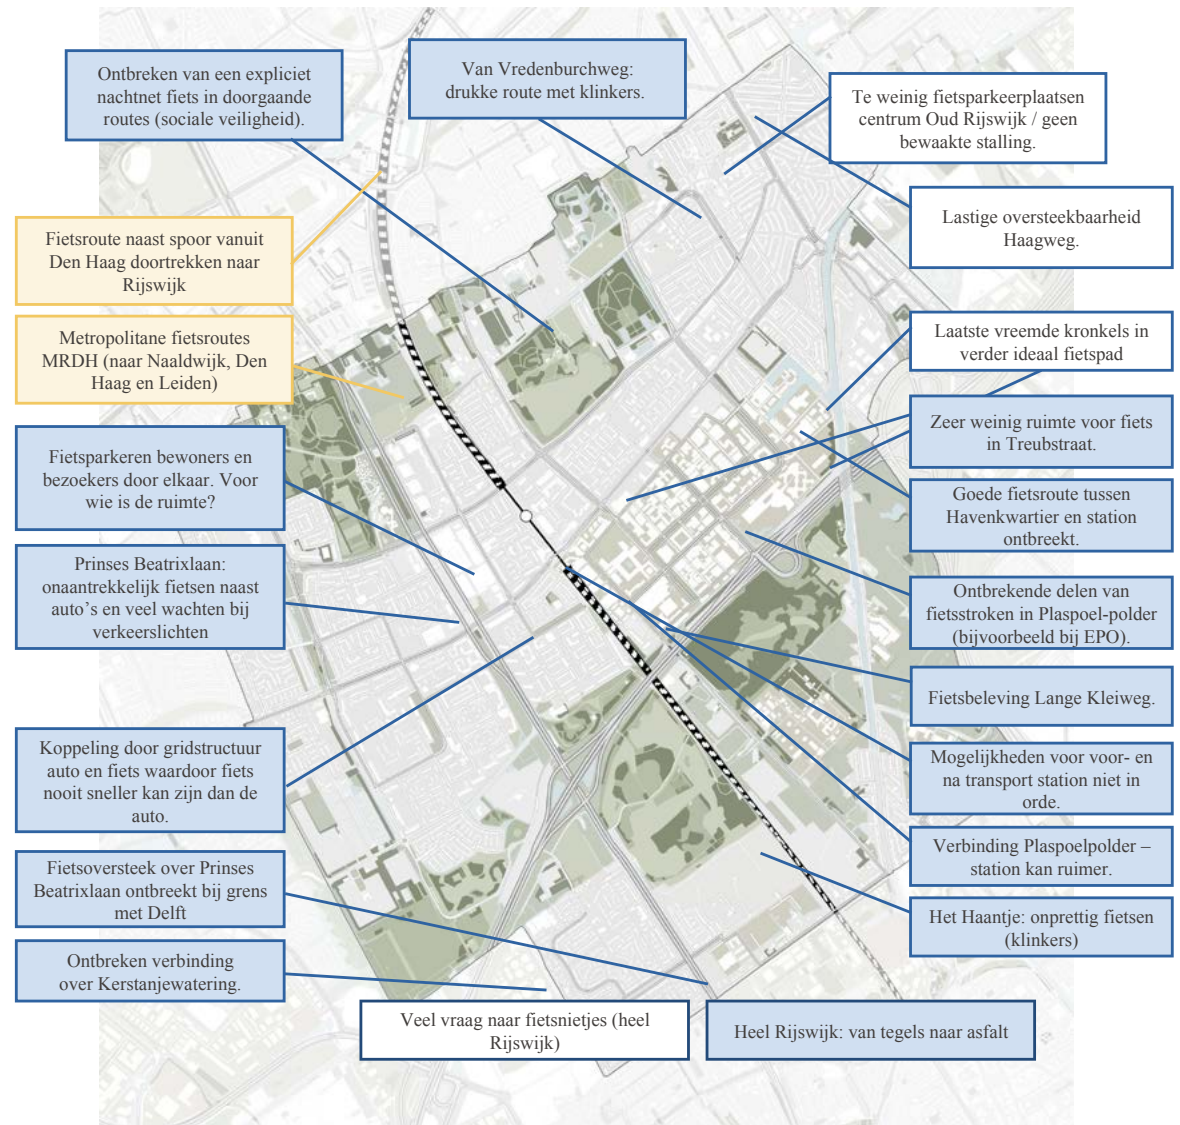 Ontbreken van een expliciet
nachtnet fiets in doorgaande
routes (sociale veiligheid).
Van Vredenburchweg:
drukke route met klinkers.
Te weinig fietsparkeerplaatsen
centrum Oud Rijswijk / geen
bewaakte stalling.
Lastige oversteekbaarheid
Haagweg.
Fietsroute naast spoor vanuit
Den Haag doortrekken naar
Rijswijk
Metropolitane fietsroutes
MRDH (naar Naaldwijk, Den
Haag en Leiden)
Laatste vreemde kronkels in
verder ideaal fietspad
Zeer weinig ruimte voor fiets
in Treubstraat.
Fietsparkeren bewoners en
bezoekers door elkaar. Voor
wie is de ruimte?
Goede fietsroute tussen
Havenkwartier en station
ontbreekt.
Prinses Beatrixlaan:
onaantrekkelijk fietsen naast
auto’s en veel wachten bij
verkeerslichten
Ontbrekende delen van
fietsstroken in Plaspoel-polder
(bijvoorbeeld bij EPO).
Fietsbeleving Lange Kleiweg.
Koppeling door gridstructuur
auto en fiets waardoor fiets
nooit sneller kan zijn dan de
auto.
Mogelijkheden voor voor- en
na transport station niet in
orde.
Verbinding Plaspoelpolder –
station kan ruimer.
Fietsoversteek over Prinses
Beatrixlaan ontbreekt bij grens
met Delft
Het Haantje: onprettig fietsen
(klinkers)
Ontbreken verbinding
over Kerstanjewatering.
Veel vraag naar fietsnietjes (heel
Rijswijk)
Heel Rijswijk: van tegels naar asfalt